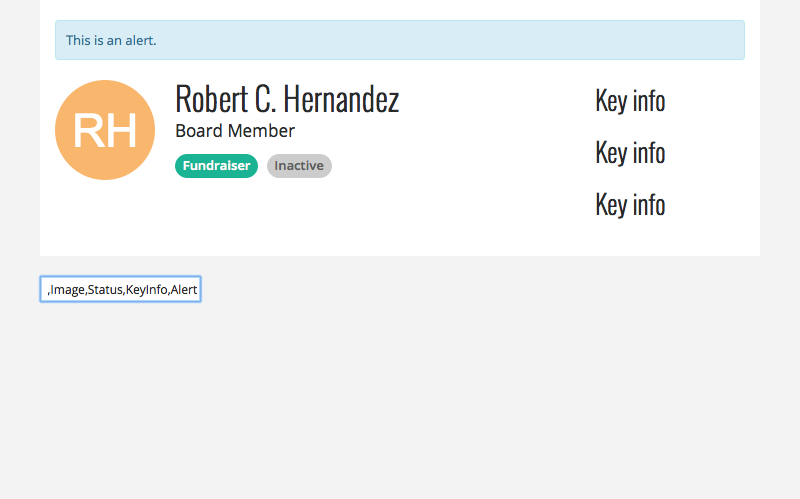 This is an alert.
RH
Robert C. Hernandez
Board Member
Fundraiser Inactive
Key info
Key info
Key info
,Image,Status,KeyInfo,Alert